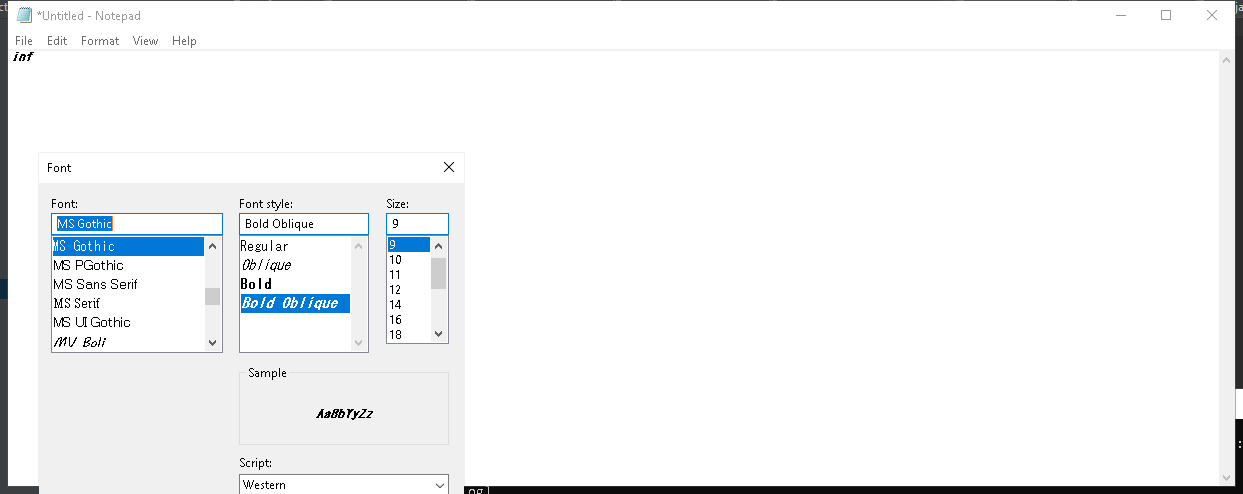 *Untitled - Notepad
File Edit Format View Help
inf
Font
Font: Font style: Size:
MS Gothic Bold Oblique 9
MS Gothic Regular 9
MS PGothic Oblique 10
MS Sans Serif Bold 11
MS Serif Bold Oblique 12
MS UI Gothic 14
MV Boli 16
18
Sample
AaBbYyZz
Script:
Western